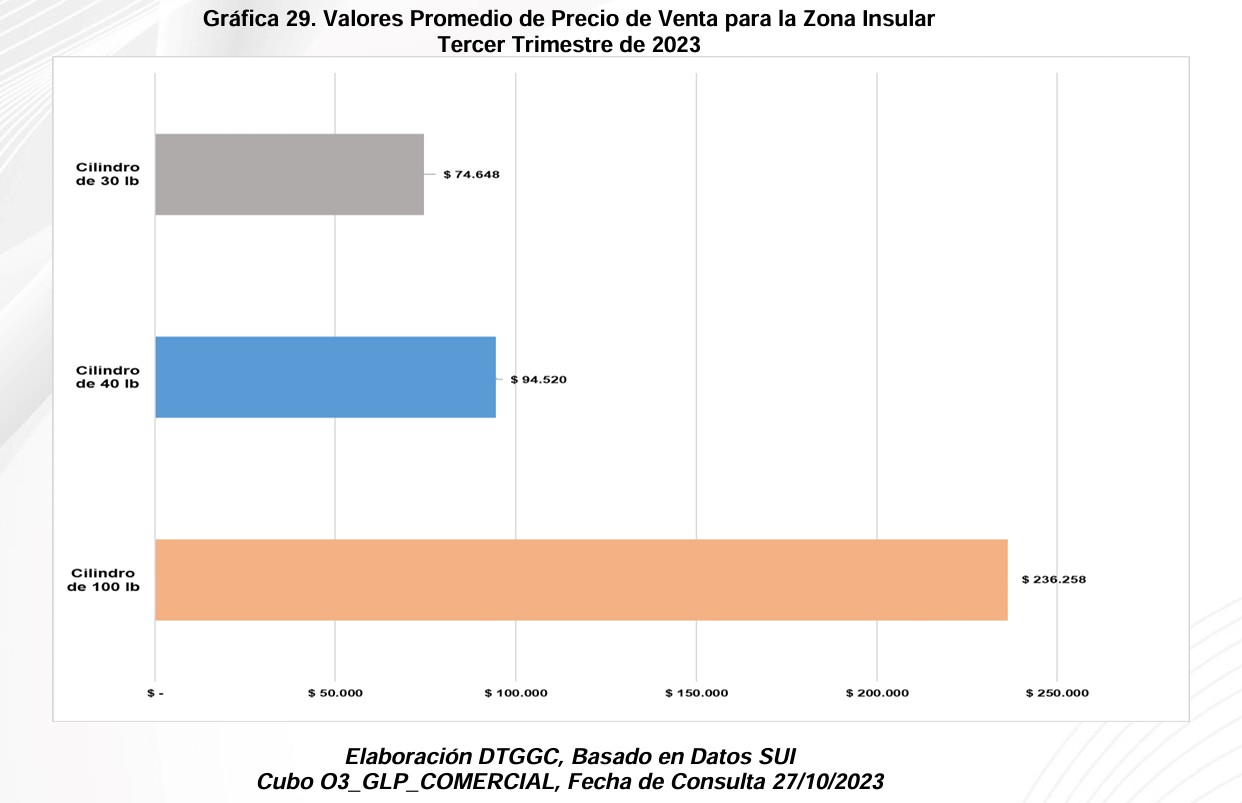 Gráfica 29. Valores Promedio de Precio de Venta para la Zona Insular
Tercer Trimestre de 2023
Cilindro
de 30 lb
$ 74.648
Cilindro
de 40 lb
$ 94.520
Cilindro
de 100 lb
$ 236.258
$ -
$ 50.000
$ 100.000
$ 150.000
$ 200.000
$ 250.000
Elaboración DTGGC, Basado en Datos SUI
Cubo O3_GLP_COMERCIAL, Fecha de Consulta 27/10/2023